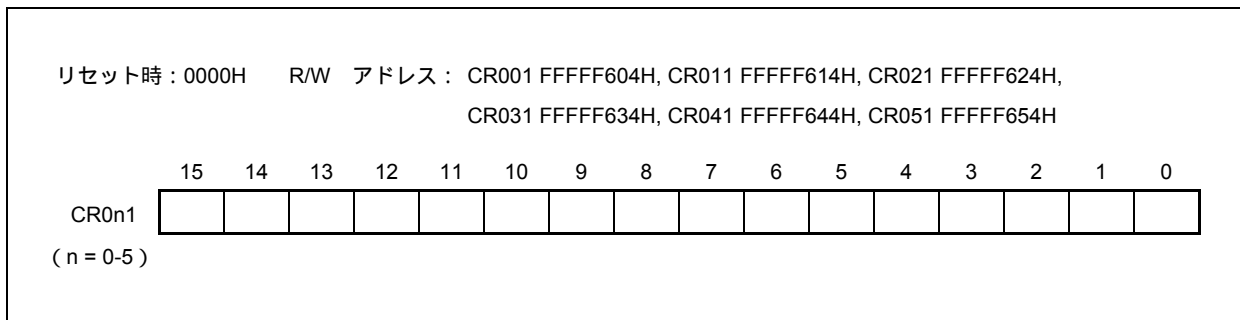 リセット時：0000H R/W アドレス： CR001 FFFFF604H, CR011 FFFFF614H, CR021 FFFFF624H,
CR031 FFFFF634H, CR041 FFFFF644H, CR051 FFFFF654H
15 14 13 12 11 10 9 8 7 6 5 4 3 2 1 0
CR0n1
（n = 0-5）